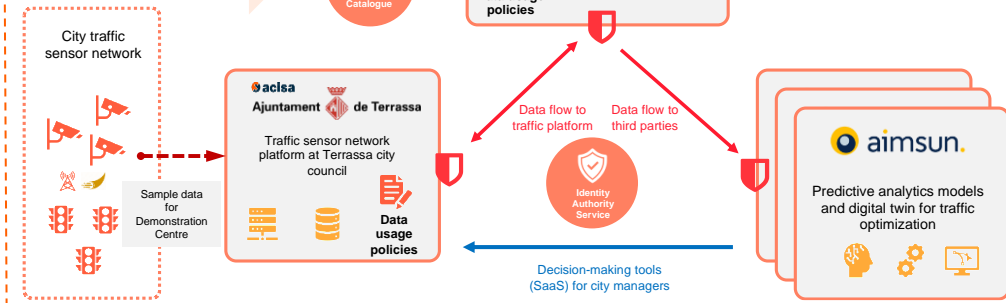 Catalogue
policies
City traffic
sensor network
acisa
Ajuntament de Terrassa
Traffic sensor network
platform at Terrassa city
council
Data
usage
policies
Sample data
for
Demonstration
Centre
Data flow to
traffic platform
Data flow to
third parties
Identity
Authority
Service
Decision-making tools
(SaaS) for city managers
aimsun.
Predictive analytics models
and digital twin for traffic
optimization